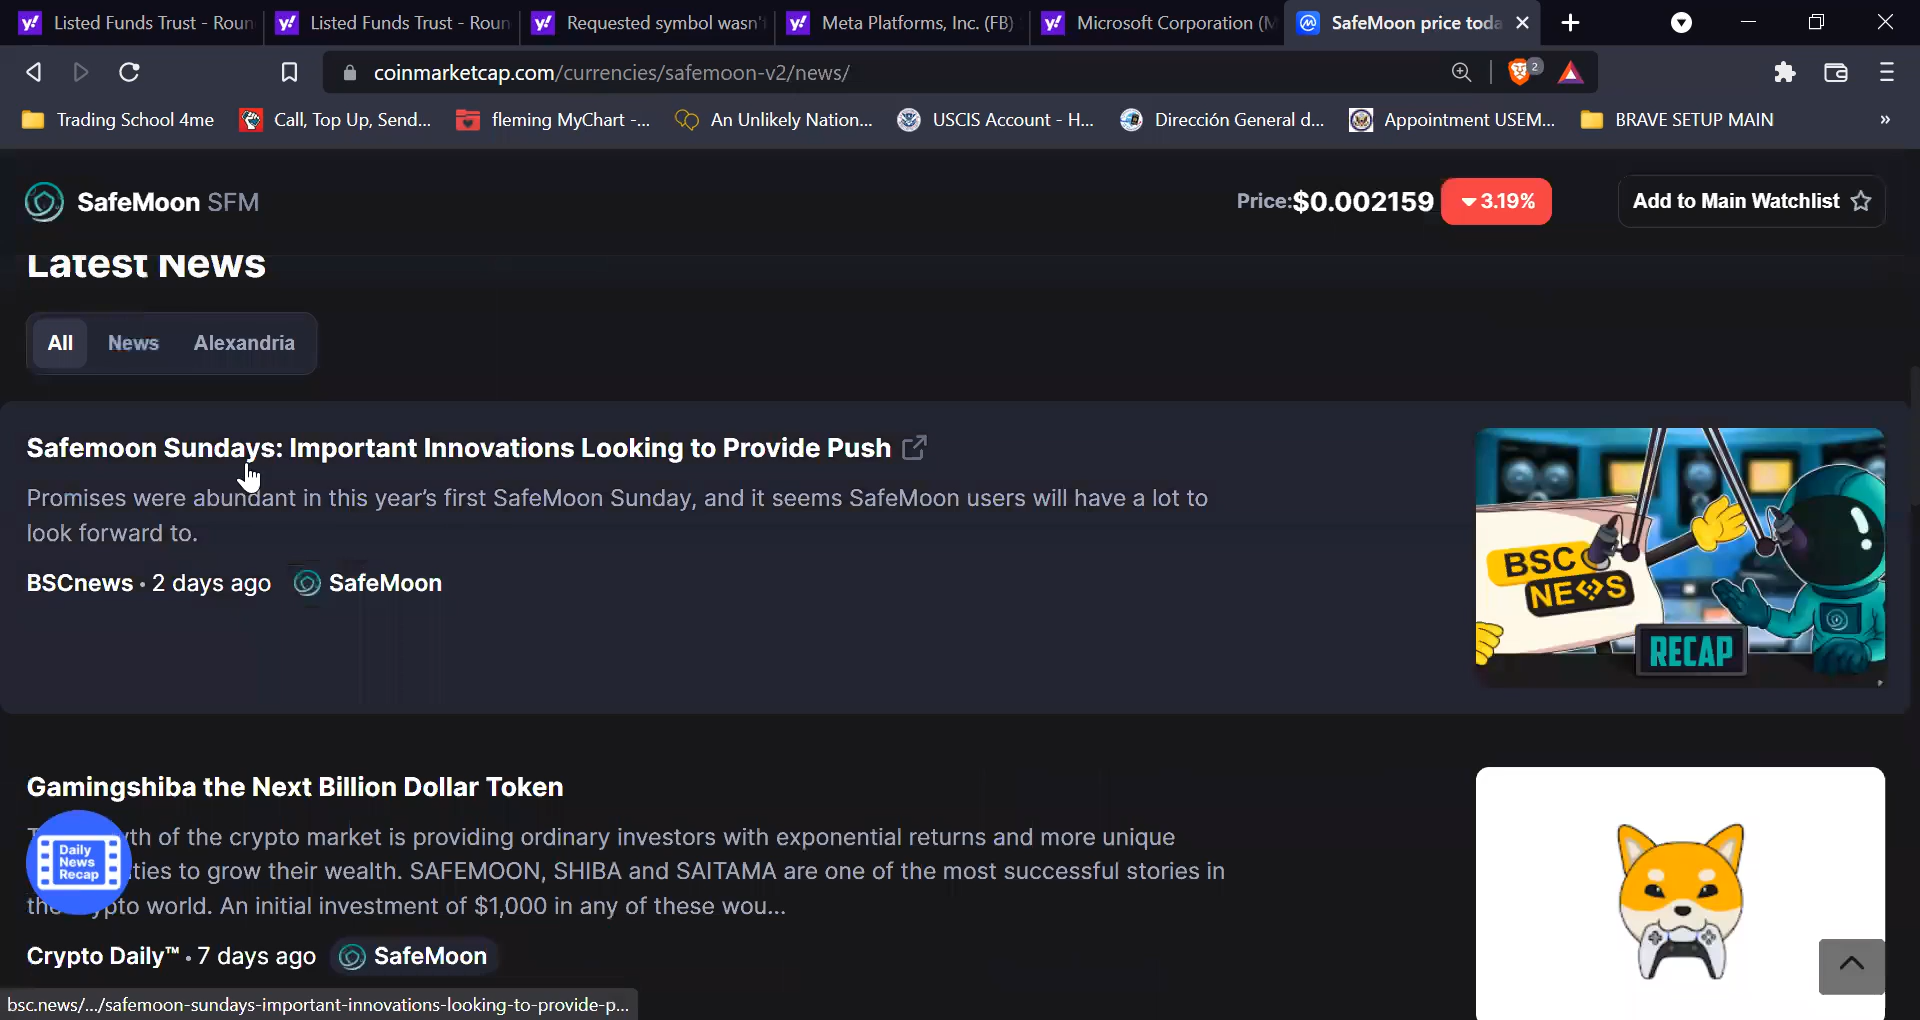 Listed Funds Trust - Roun
Listed Funds Trust - Roun
Requested symbol wasn'
Meta Platforms, Inc. (FB)
Microsoft Corporation (M
SafeMoon price toda
coinmarketcap.com/currencies/safemoon-v2/news/
2
Trading School 4me
Call, Top Up, Send...
fleming MyChart -...
An Unlikely Nation...
USCIS Account - H...
Dirección General d...
Appointment USEM...
BRAVE SETUP MAIN
»
SafeMoon SFM
Price:$0.002159
3.19%
Add to Main Watchlist
Latest News
All
News
Alexandria
Safemoon Sundays: Important Innovations Looking to Provide Push
Promises were abundant in this year's first SafeMoon Sunday, and it seems SafeMoon users will have a lot to
look forward to.
BSCnews · 2 days ago
SafeMoon
BSC
NEWS
RECAP
Gamingshiba the Next Billion Dollar Token
of the crypto market is providing ordinary investors with exponential returns and more unique
to grow their wealth. SAFEMOON, SHIBA and SAITAMA are one of the most successful stories in
world. An initial investment of $1,000 in any of these wou...
Daily
News
Recap
Crypto Daily™ · 7 days ago
SafeMoon
bsc.news/.../safemoon-sundays-important-innovations-looking-to-provide-p...